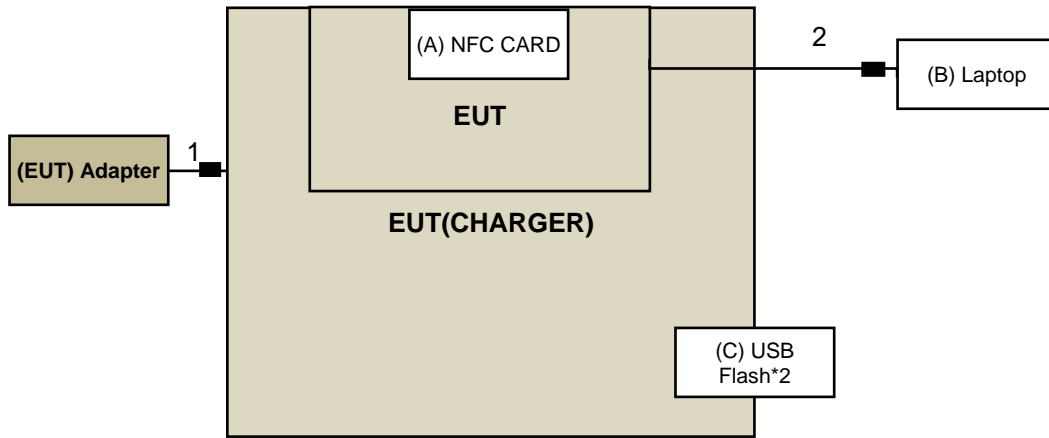 (A) NFC CARD
2
(B) Laptop
EUT
1
(EUT) Adapter
EUT(CHARGER)
(C) USB
Flash*2